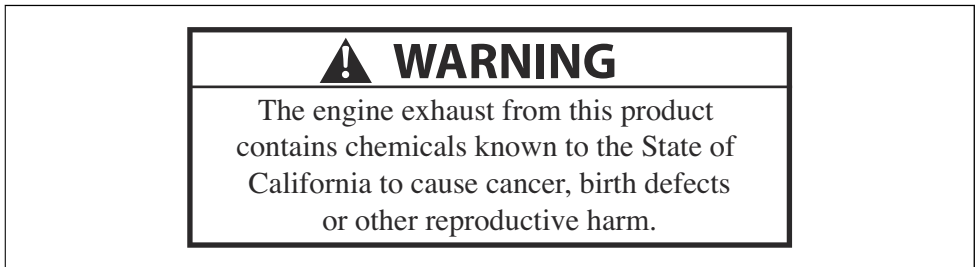 WARNING
The engine exhaust from this product
contains chemicals known to the State of
California to cause cancer, birth defects
or other reproductive harm.